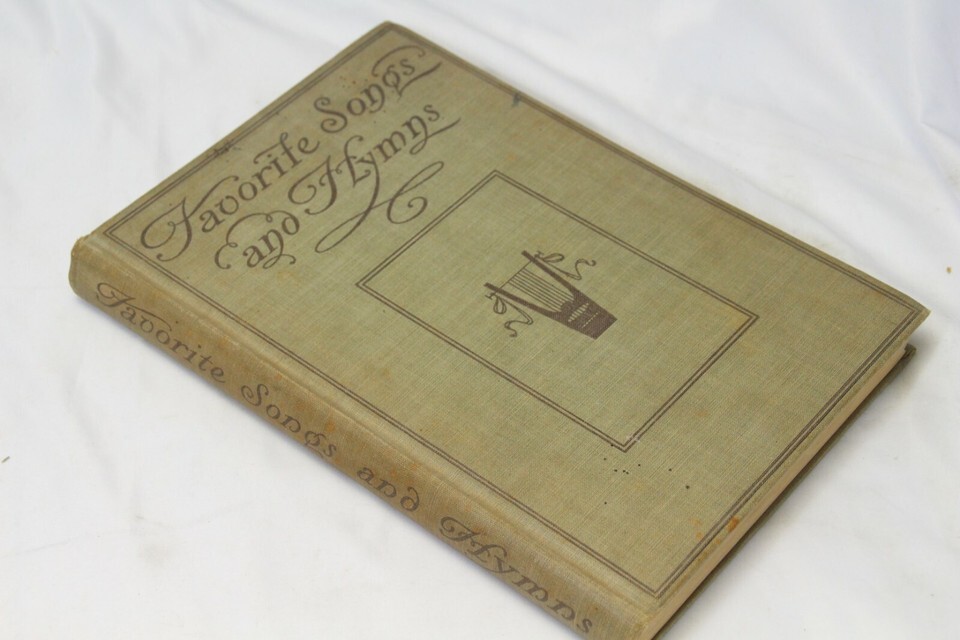 Favorite Songs
and Hymns
Favorite Songs and Hymns